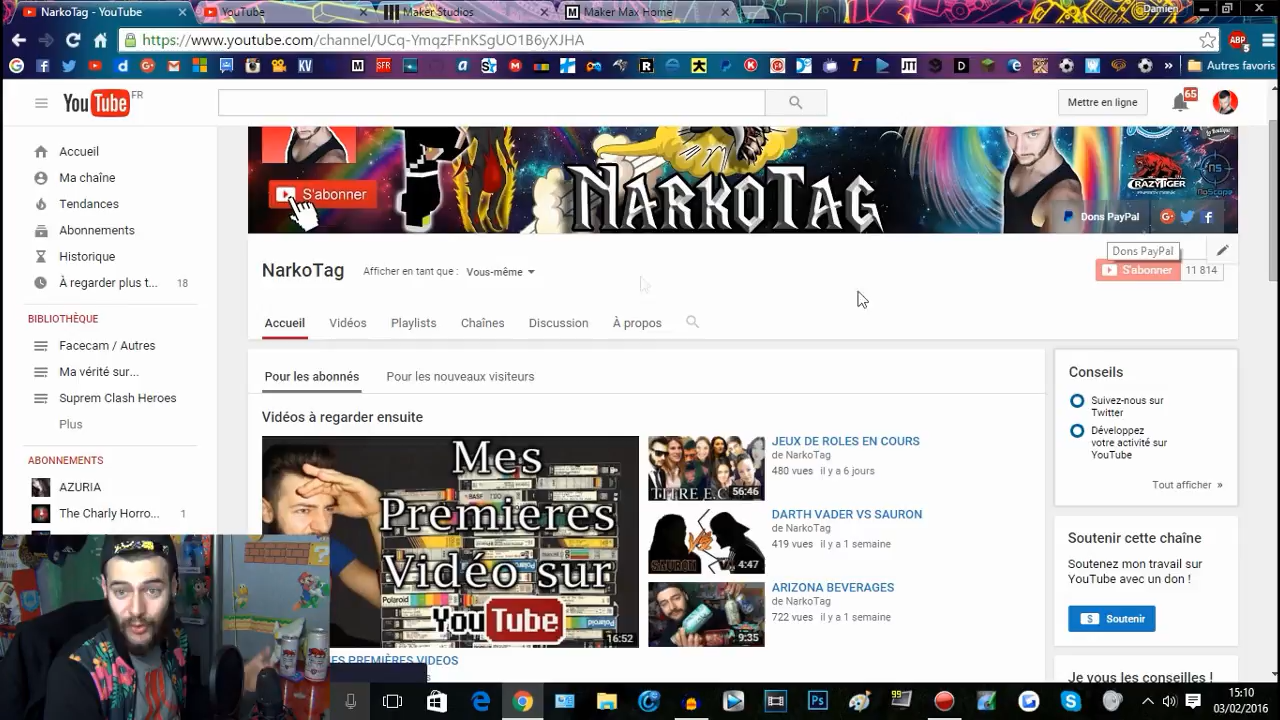 NarkoTag - YouTube
YouTube
Maker Studios
Maker Max Home
Damien
https://www.youtube.com/channel/UCq-YmqzFFnKSgUO1B6yXJHA
Autres favoris
YouTube FR
Mettre en ligne
65
Accueil
Ma chaîne
Tendances
Abonnements
Historique
À regarder plus t... 18
BIBLIOTHÈQUE
Facecam / Autres
Ma vérité sur...
Suprem Clash Heroes
Plus
ABONNEMENTS
AZURIA
The Charly Horro... 1
S'abonner
NARKOTAG
CRAZYTIGER
Dons PayPal
Dons PayPal
NarkoTag
Afficher en tant que : Vous-même
S'abonner 11 814
Accueil
Vidéos
Playlists
Chaînes
Discussion
À propos
Pour les abonnés
Pour les nouveaux visiteurs
Vidéos à regarder ensuite
Mes
Premieres
Vidéo sur
YouTube
16:52
JEUX DE ROLES EN COURS
de NarkoTag
480 vues il y a 6 jours
TITRE E.C
56:46
DARTH VADER VS SAURON
de NarkoTag
419 vues il y a 1 semaine
SAURON
4:47
ARIZONA BEVERAGES
de NarkoTag
722 vues il y a 1 semaine
9:35
Conseils
Suivez-nous sur
Twitter
Développez
votre activité sur
YouTube
Tout afficher »
Soutenir cette chaîne
Soutenez mon travail sur
YouTube avec un don !
Soutenir
Je vous les conseilles !
15:10
03/02/2016